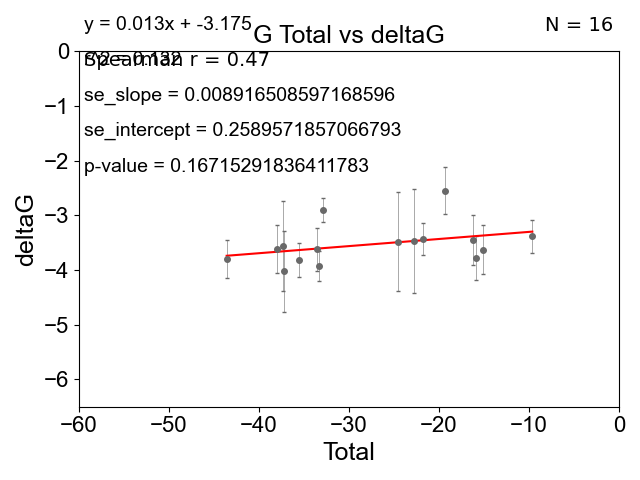 y = 0.013x + -3.175
N = 16
G Total vs deltaG
Spearman r = 0.47
se_slope = 0.008916508597168596
se_intercept = 0.2589571857066793
p-value = 0.16715291836411783
0
−1
−2
−3
−4
−5
−6
deltaG
−60
−50
−40
−30
−20
−10
0
Total